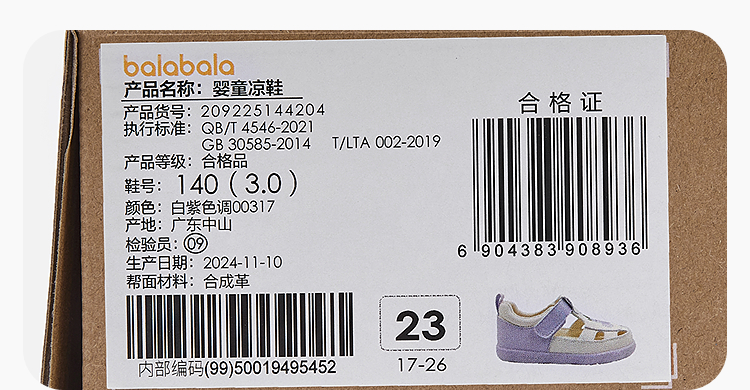 balabala
产品名称：婴童凉鞋
产品货号：209225144204
执行标准：QB/T 4546-2021
GB 30585-2014 T/LTA 002-2019
产品等级：合格品
鞋号：140（3.0）
颜色：白紫色调00317
产地：广东中山
检验员：09
生产日期：2024-11-10
帮面材料：合成革
内部编码(99)50019495452
合格证
6 904383 908936
23
17-26